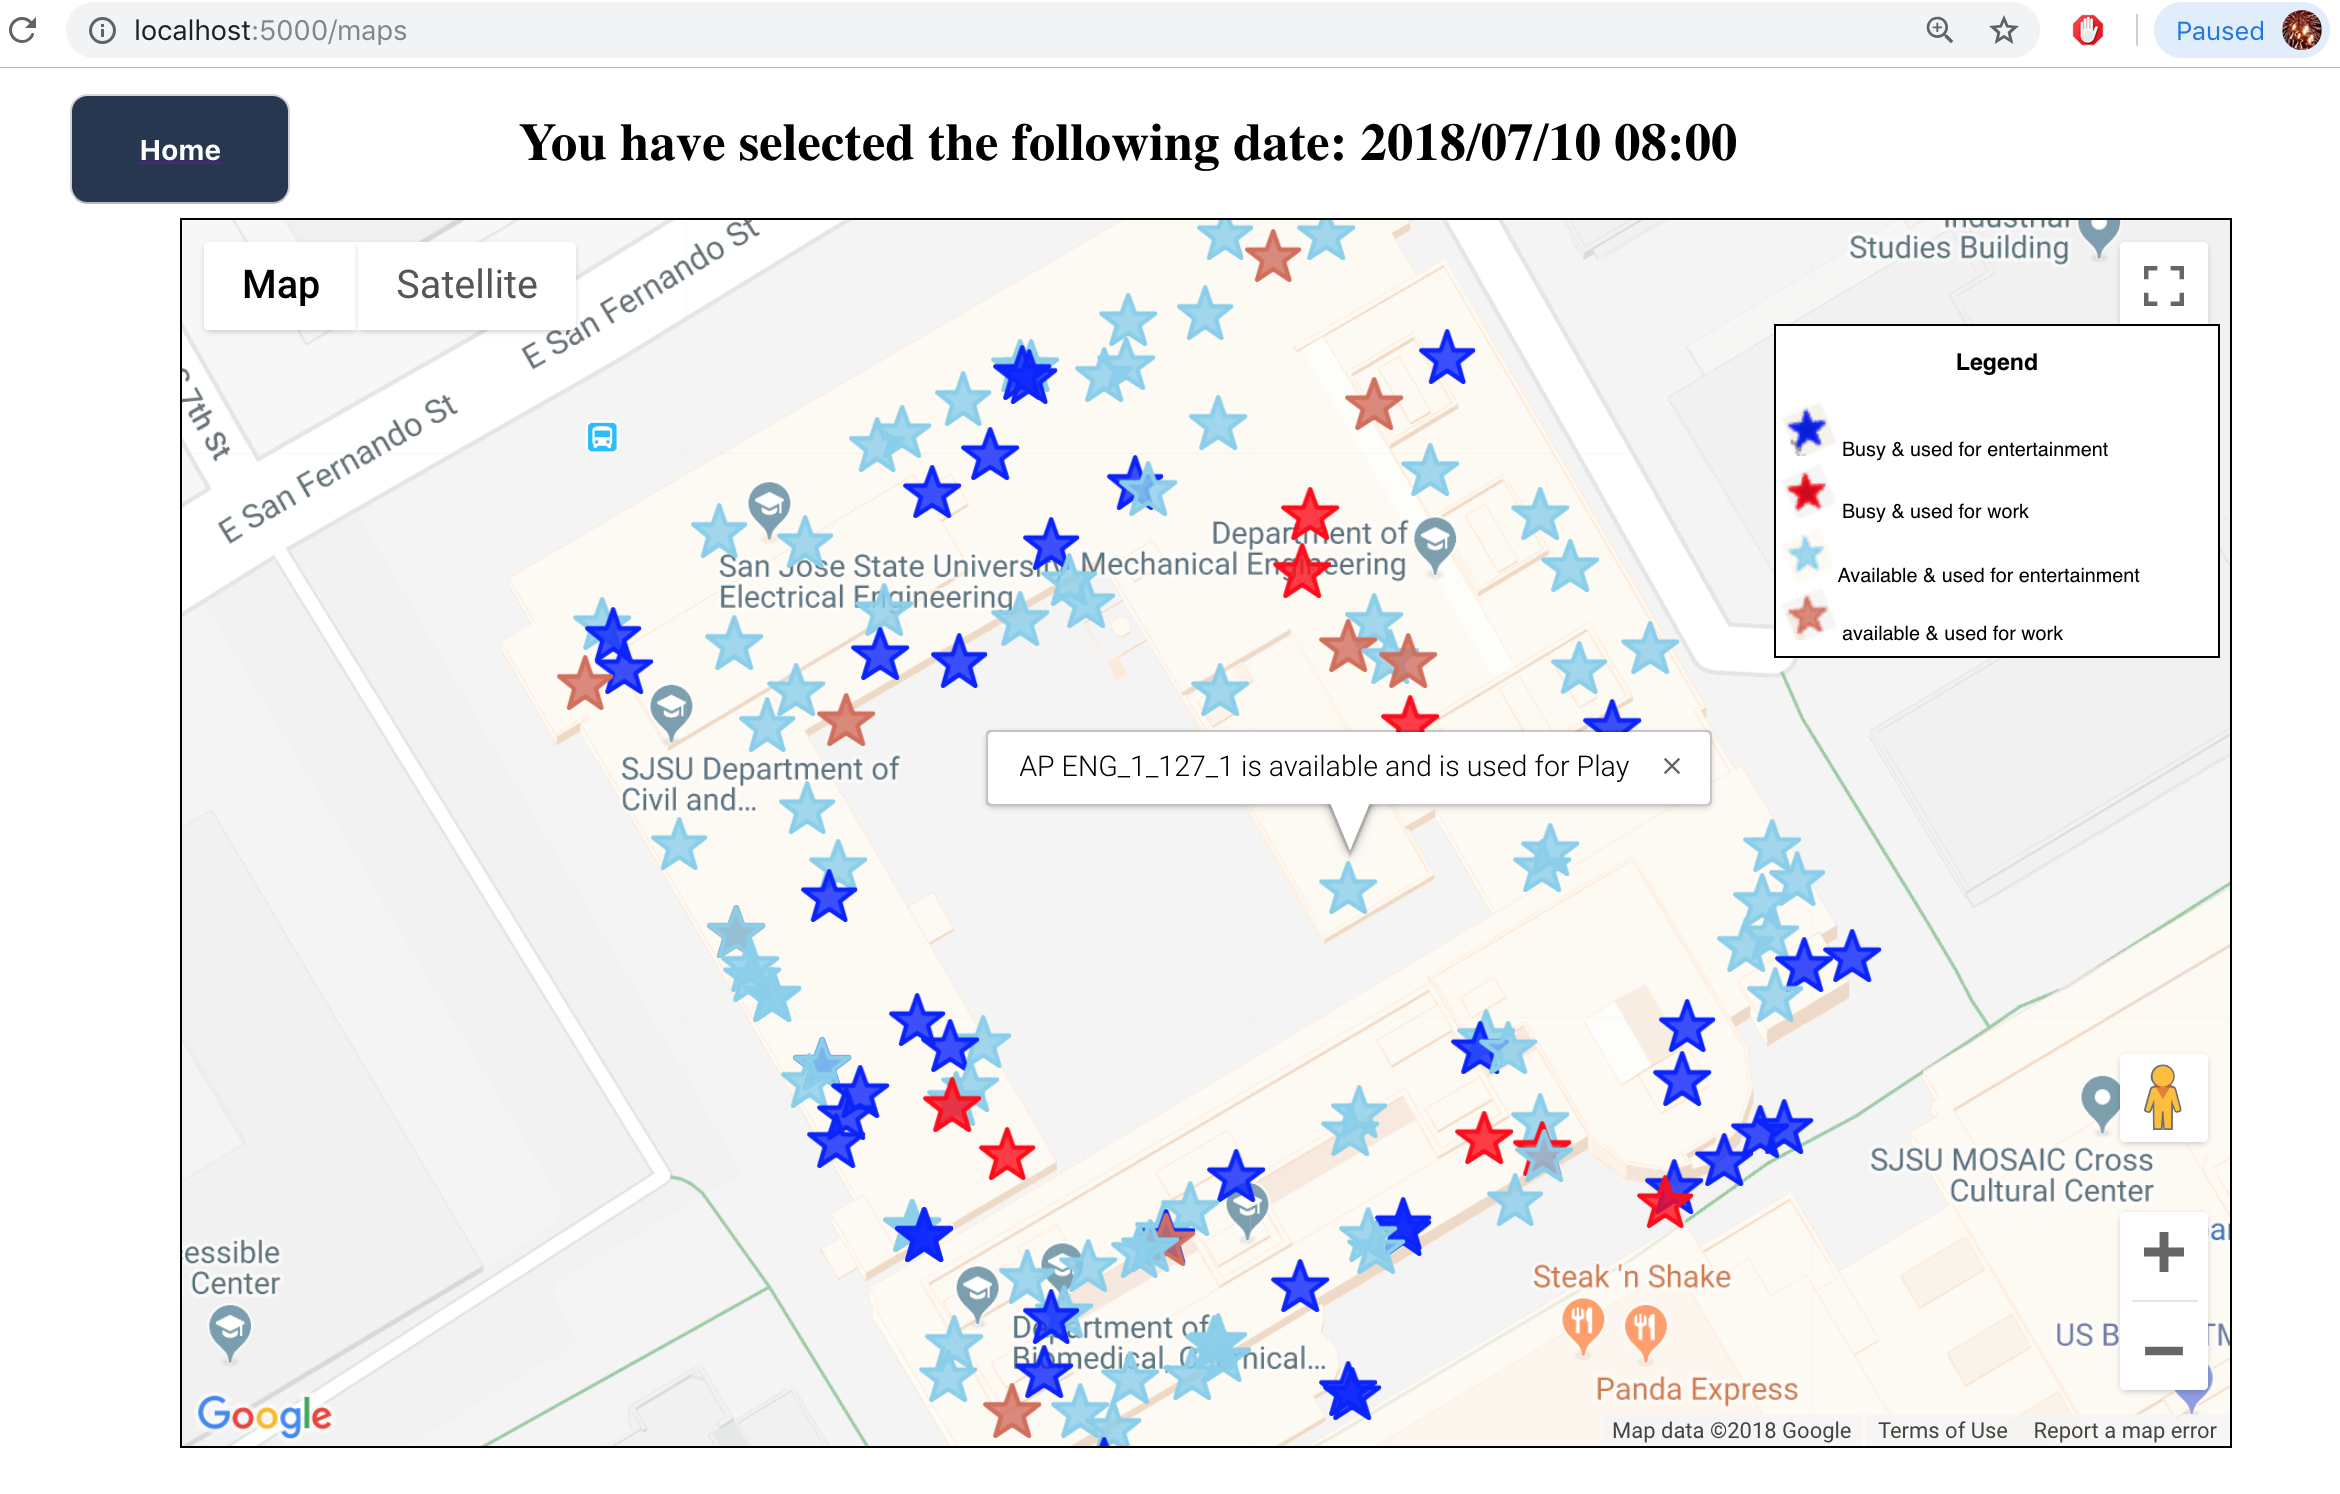 localhost:5000/maps
Paused
Home
You have selected the following date: 2018/07/10 08:00
Map
Satellite
E San Fernando St
E San Fernando St
7th St
Industrial
Studies Building
Legend
Busy & used for entertainment
Busy & used for work
Available & used for entertainment
available & used for work
San Jose State University
Electrical Engineering
Department of
Mechanical Engineering
SJSU Department of
Civil and...
AP ENG_1_127_1 is available and is used for Play
SJSU MOSAIC Cross
Cultural Center
essible
Center
Steak 'n Shake
Panda Express
Department of
Biomedical, Chemical...
US B
Google
Map data ©2018 Google
Terms of Use
Report a map error